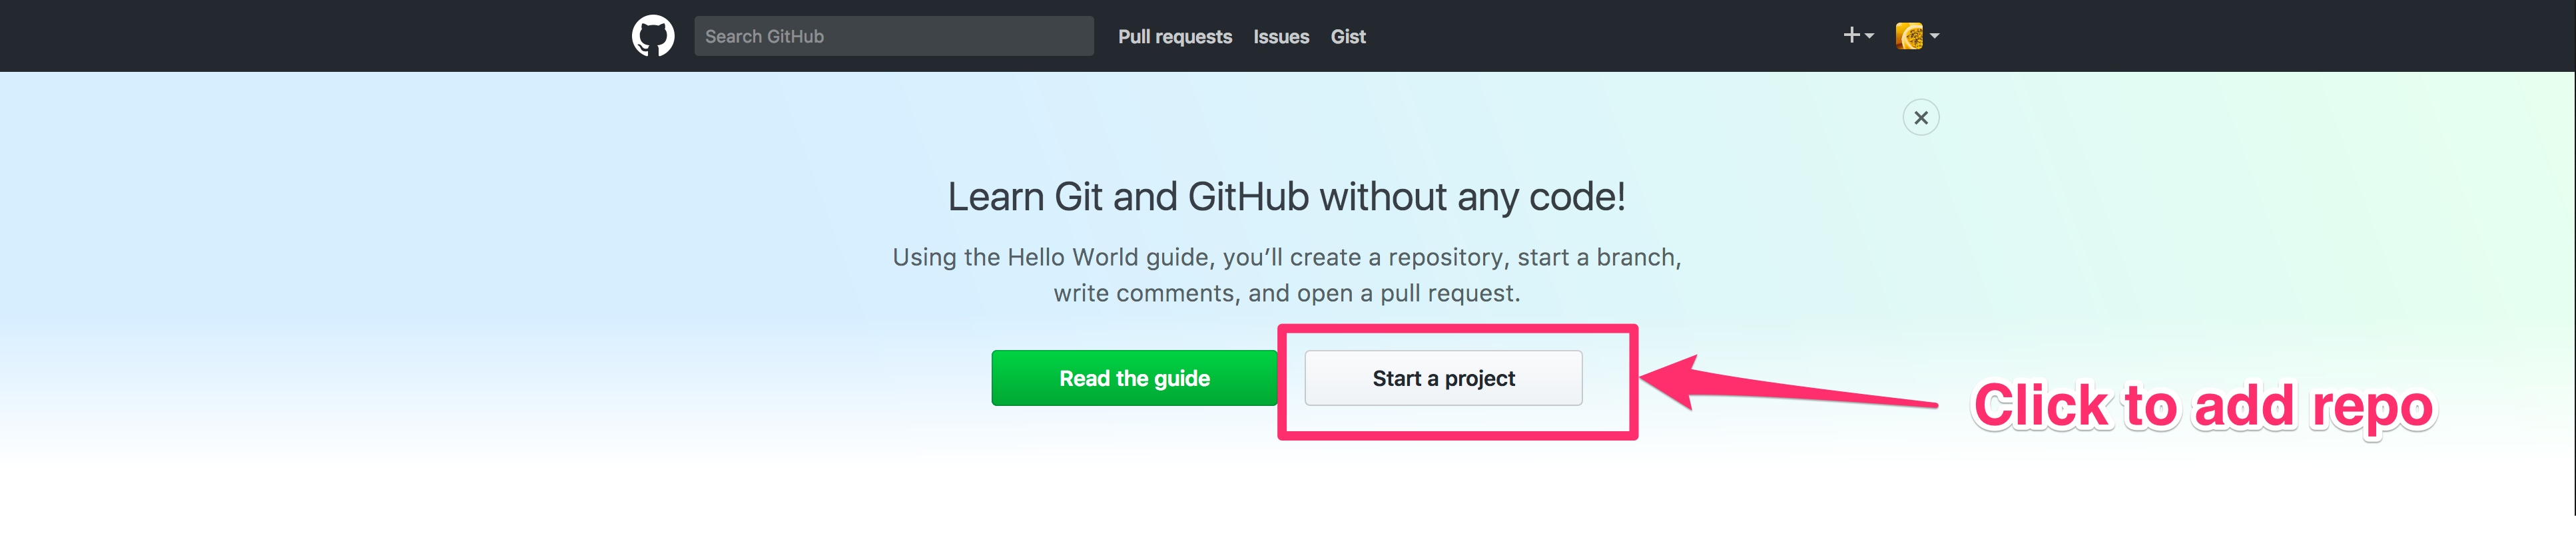 Search GitHub
Pull requests
Issues
Gist
Learn Git and GitHub without any code!
Using the Hello World guide, you’ll create a repository, start a branch,
write comments, and open a pull request.
Read the guide
Start a project
Click to add repo